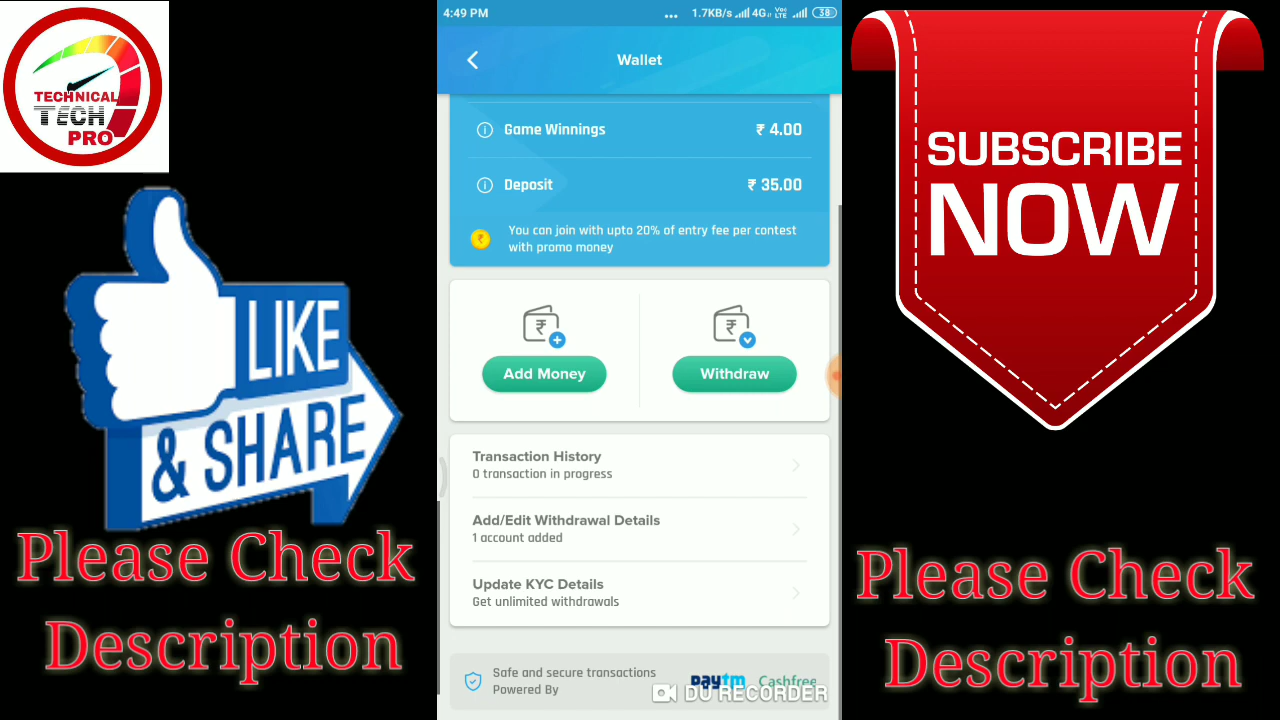 TECHNICAL
TECH
PRO
LIKE
& SHARE
Please Check
Description
4:49 PM
... 1.7KB/s 4G Vo) LTE 38
Wallet
Game Winnings ₹ 4.00
Deposit ₹ 35.00
You can join with upto 20% of entry fee per contest
with promo money
Add Money Withdraw
Transaction History
0 transaction in progress
Add/Edit Withdrawal Details
1 account added
Update KYC Details
Get unlimited withdrawals
Safe and secure transactions
Powered By
paytm Cashfree
DU RECORDER
SUBSCRIBE
NOW
Please Check
Description